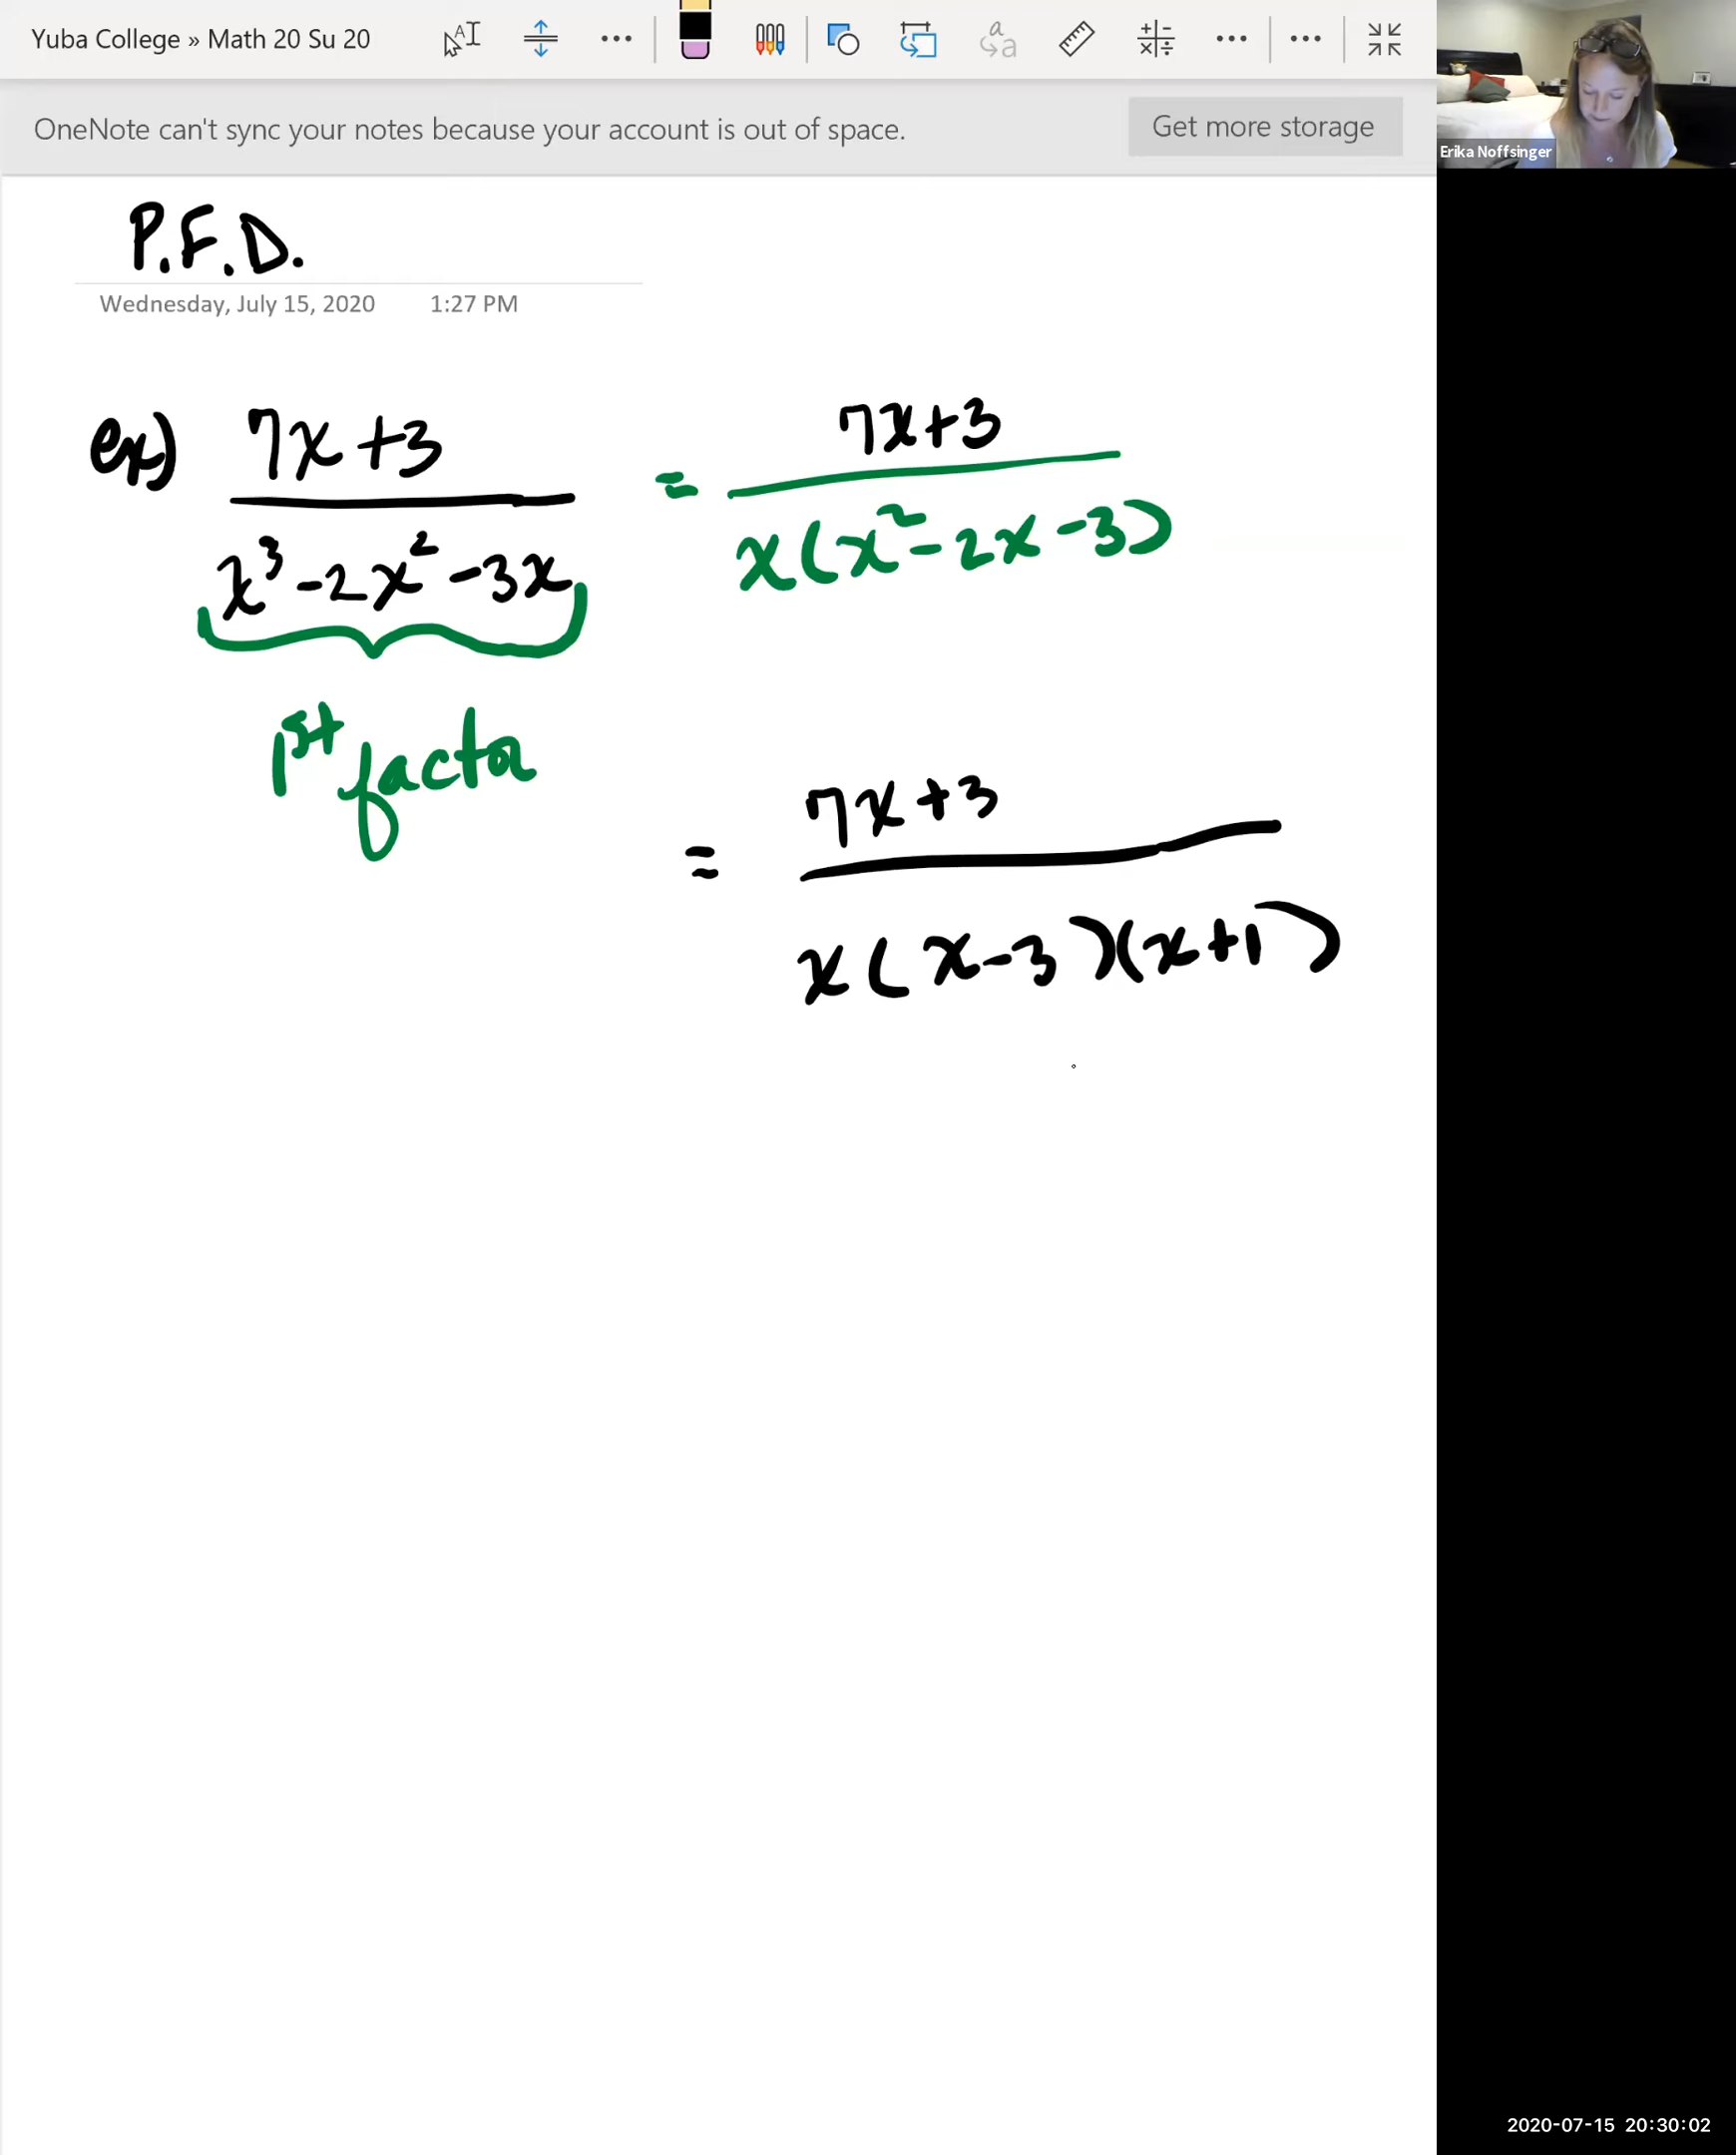 Yuba College » Math 20 Su 20
OneNote can't sync your notes because your account is out of space.
Get more storage
Erika Noffsinger
P.F.D.
Wednesday, July 15, 2020 1:27 PM
ex) 7x+3 = 7x+3
x³-2x²-3x x(x²-2x-3)
1st factor
= 7x+3
x(x-3)(x+1)
2020-07-15 20:30:02